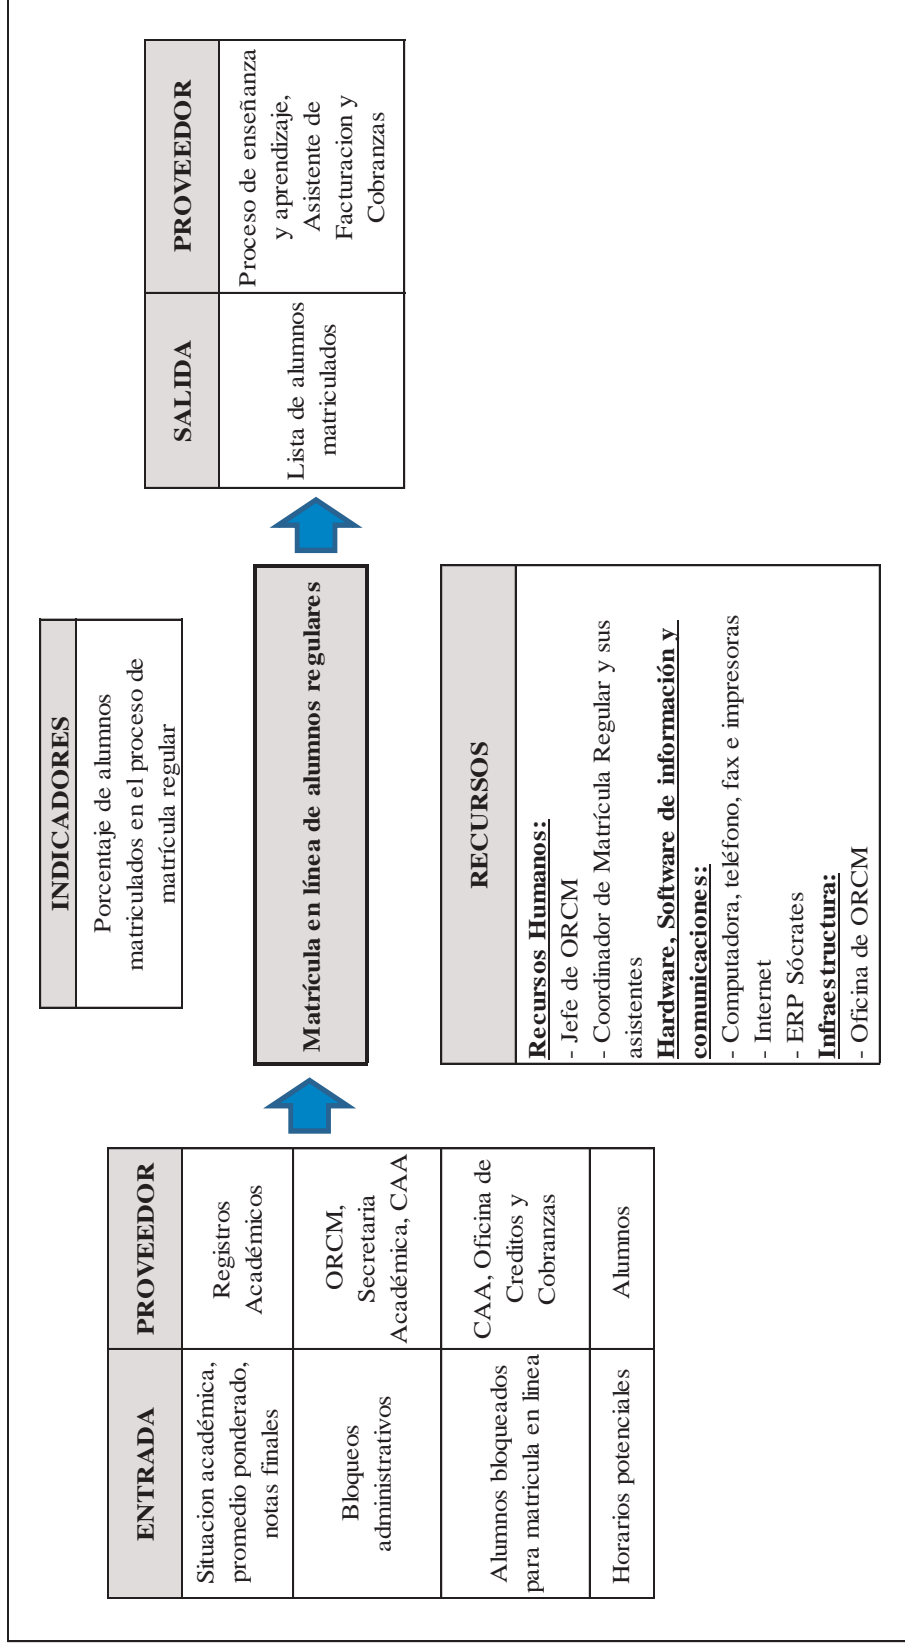 INDICADORES
Porcentaje de alumnos
matriculados en el proceso de
matrícula regular
ENTRADA
PROVEEDOR
Situacion académica,
promedio ponderado,
notas finales
Registros
Académicos
Bloqueos
administrativos
ORCM,
Secretaria
Académica, CAA
Alumnos bloqueados
para matricula en linea
CAA, Oficina de
Creditos y
Cobranzas
Horarios potenciales
Alumnos
Matrícula en línea de alumnos regulares
SALIDA
PROVEEDOR
Lista de alumnos
matriculados
Proceso de enseñanza
y aprendizaje,
Asistente de
Facturacion y
Cobranzas
RECURSOS
Recursos Humanos:
- Jefe de ORCM
- Coordinador de Matrícula Regular y sus
asistentes
Hardware, Software de información y
comunicaciones:
- Computadora, teléfono, fax e impresoras
- Internet
- ERP Sócrates
Infraestructura:
- Oficina de ORCM